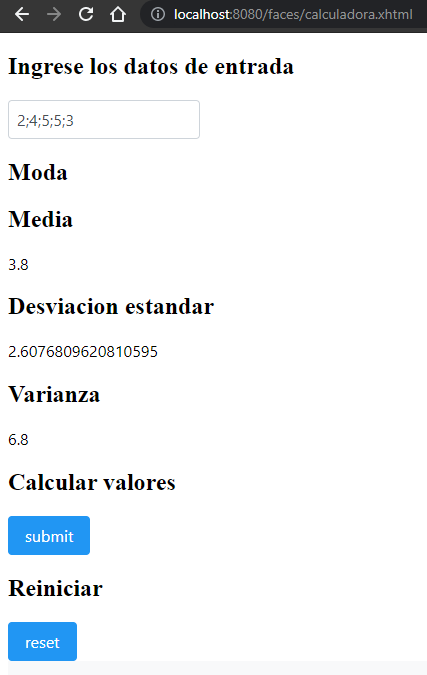 localhost:8080/faces/calculadora.xhtml
Ingrese los datos de entrada
2;4;5;5;3
Moda
Media
3.8
Desviacion estandar
2.6076809620810595
Varianza
6.8
Calcular valores
submit
Reiniciar
reset